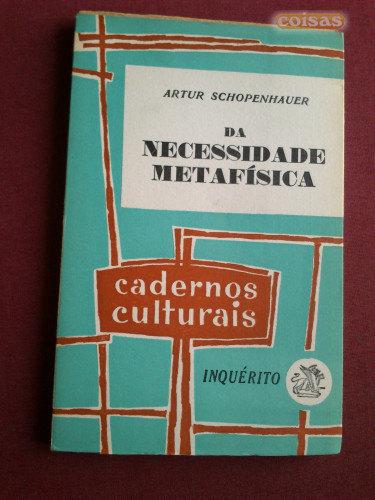 coisas
ARTUR SCHOPENHAUER
DA
NECESSIDADE
METAFÍSICA
cadernos
culturais
INQUÉRITO